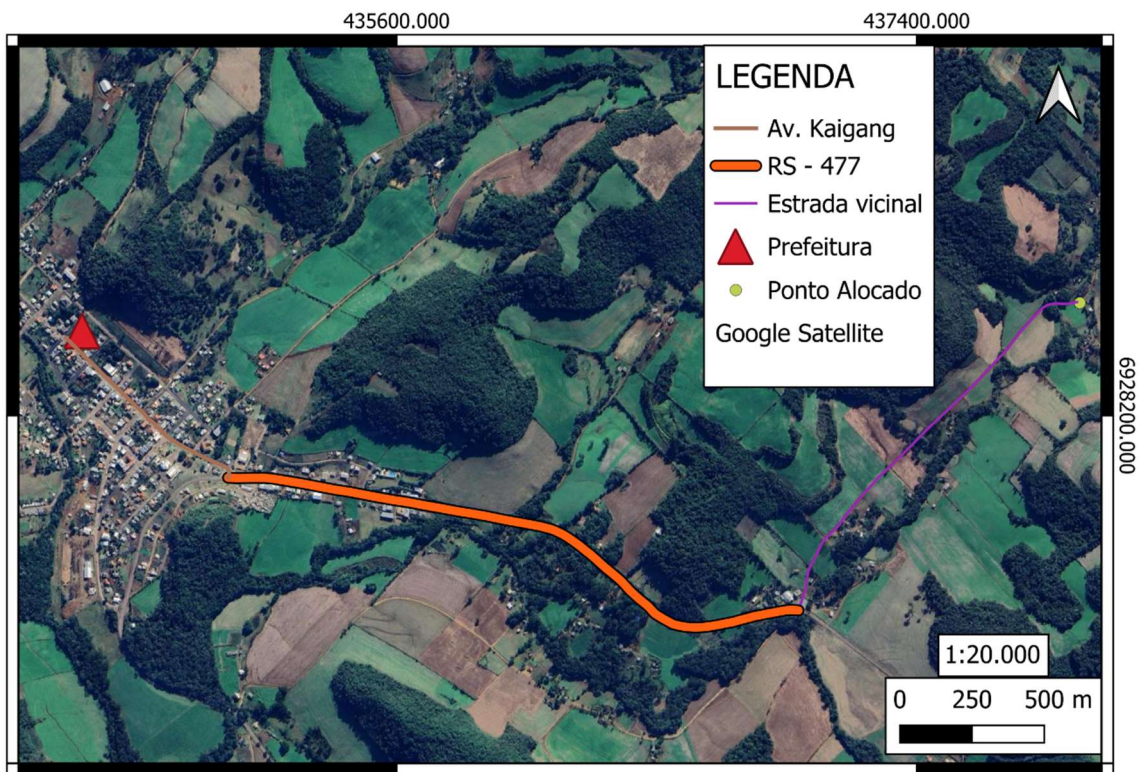 435600.000
437400.000
LEGENDA
Av. Kaigang
RS - 477
Estrada vicinal
Prefeitura
Ponto Alocado
Google Satellite
6928200.000
1:20.000
0 250 500 m